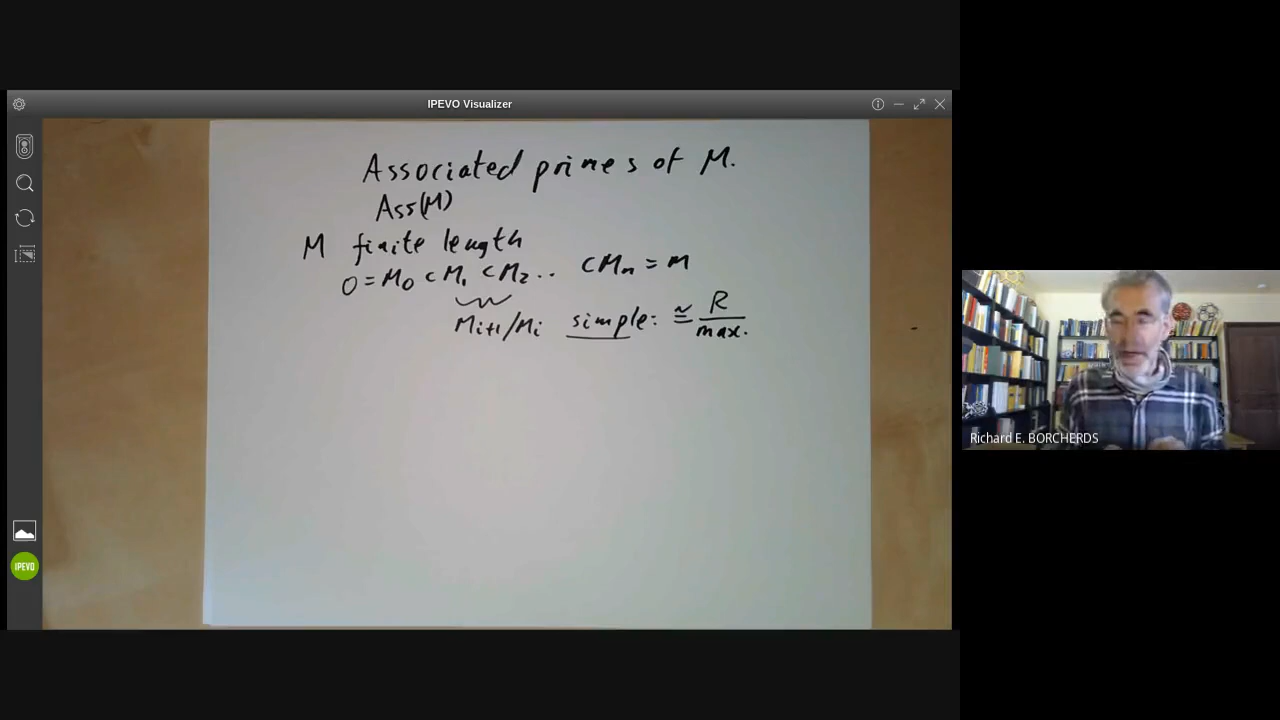 IPEVO Visualizer
Associated primes of M.
Ass(M)
M finite length
0 = M₀ ⊂ M₁ ⊂ M₂ .. ⊂ Mₙ = M
Mᵢ₊₁/Mᵢ simple: ≅ R/max.
IPEVO
Richard E. BORCHERDS